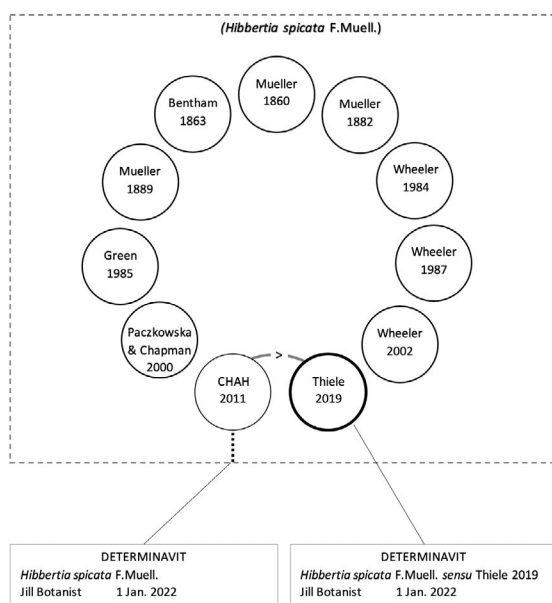 (Hibbertia spicata F.Muell.)
Mueller
1860
Bentham
1863
Mueller
1882
Mueller
1889
Wheeler
1984
Green
1985
Wheeler
1987
Paczkowska
& Chapman
2000
Wheeler
2002
CHAH
2011
>
Thiele
2019
DETERMINAVIT
Hibbertia spicata F.Muell.
Jill Botanist 1 Jan. 2022
DETERMINAVIT
Hibbertia spicata F.Muell. sensu Thiele 2019
Jill Botanist 1 Jan. 2022